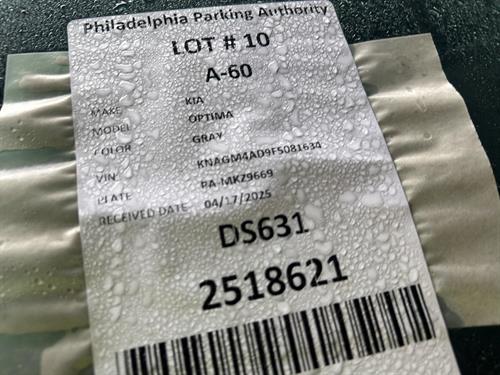 Philadelphia Parking Authority
LOT # 10
A-60
MAKE KIA
MODEL OPTIMA
COLOR GRAY
VIN KNAGM4AD9F5081634
PLATE PA-MKZ9669
RECEIVED DATE 04/17/2025
DS631
2518621